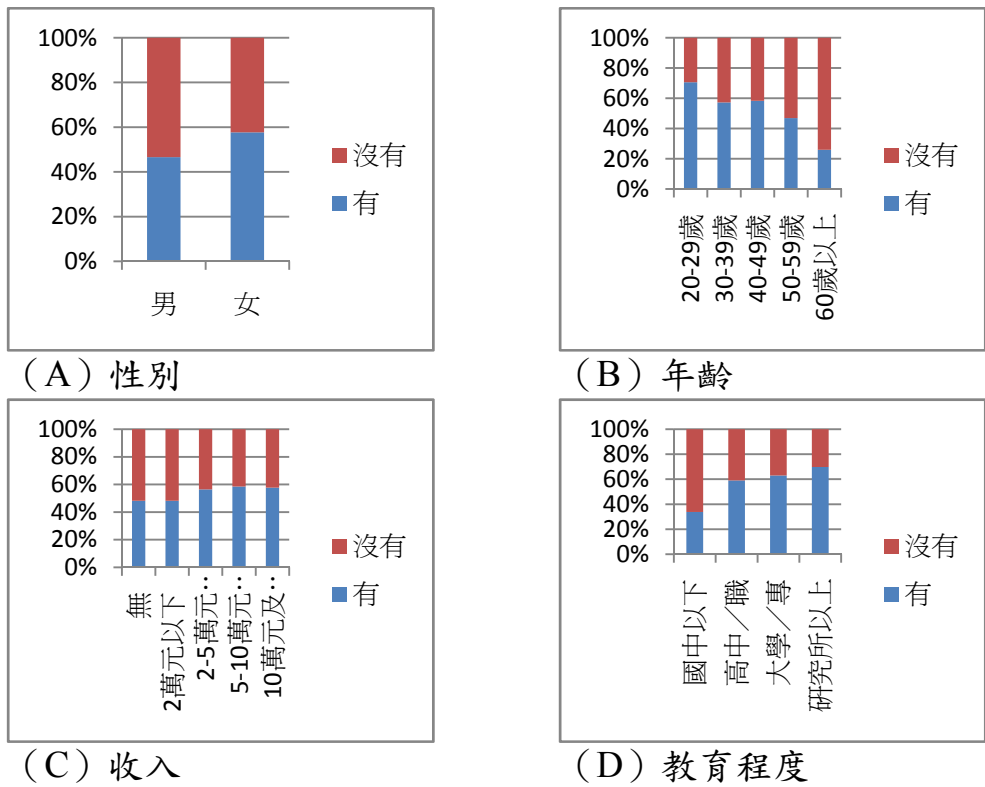 100%
80%
60%
40%
20%
0%
男
女
沒有
有
（A）性別
100%
80%
60%
40%
20%
0%
20-29歲
30-39歲
40-49歲
50-59歲
60歲以上
沒有
有
（B）年齡
100%
80%
60%
40%
20%
0%
無
2萬元以下
2-5萬元…
5-10萬元…
10萬元及…
沒有
有
（C）收入
100%
80%
60%
40%
20%
0%
國中以下
高中／職
大學／專
研究所以上
沒有
有
（D）教育程度